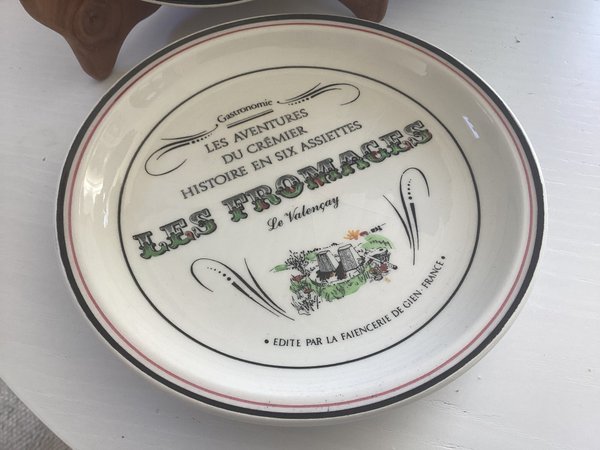 Gastronomie
LES AVENTURES
DU CRÊMIER
HISTOIRE EN SIX ASSIETTES
LES FROMAGES
Le Valençay
• EDITE PAR LA FAIENCERIE DE GIEN - FRANCE •